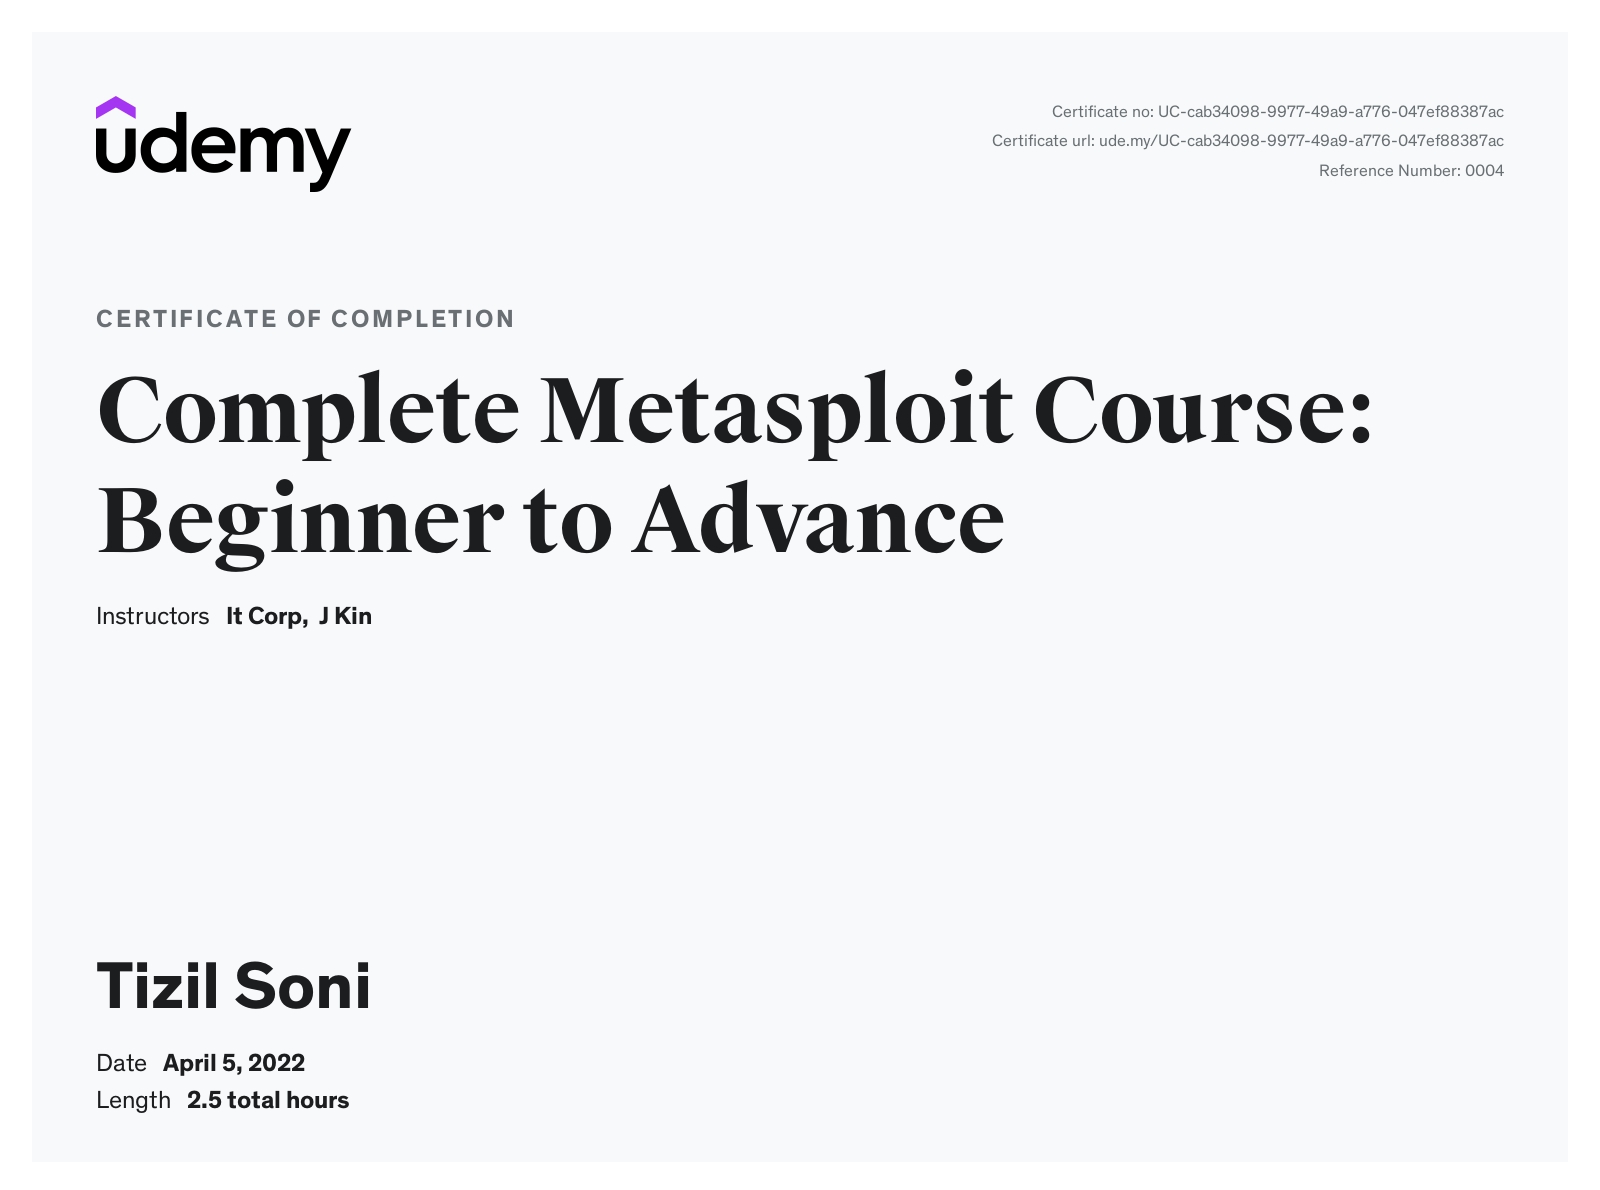 udemy
Certificate no: UC-cab34098-9977-49a9-a776-047ef88387ac
Certificate url: ude.my/UC-cab34098-9977-49a9-a776-047ef88387ac
Reference Number: 0004
CERTIFICATE OF COMPLETION
Complete Metasploit Course:
Beginner to Advance
Instructors It Corp, J Kin
Tizil Soni
Date April 5, 2022
Length 2.5 total hours